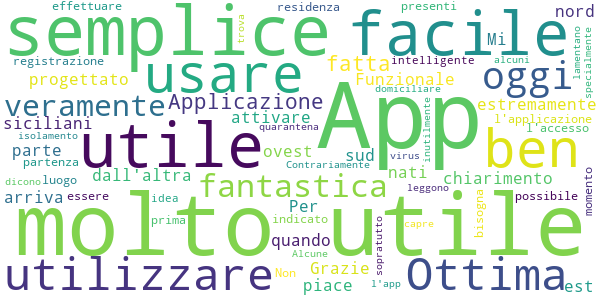 effettuare residenza presenti nord
semplice facile
trova Mi alcuni lamentano specialmente
registrazione intelligente
usare fatta oggi
progettato Funzionale
App
domiciliare
veramente Applicazione estremamente
siciliani attivare l'applicazione
quarantena inutilmente l'accesso
isolamento utile ben
parte ovest sud virus
partenza Contrariamente
dall'altra nati chiarimento
dicono luogo fantastica leggono
arriva essere idea Per possibile momento
molto utile
prima indicato capre bisogna
quando sopratutto
Alcune
utilizzare Non Grazie Ottima
piace l'app est